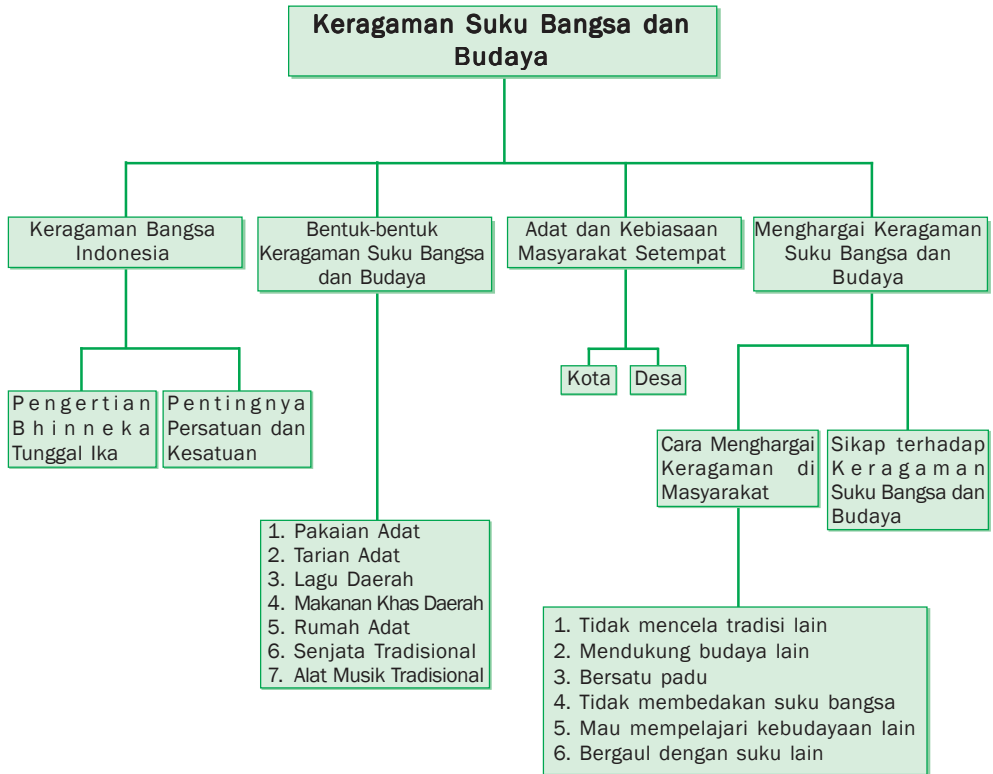 Keragaman Suku Bangsa dan
Budaya
Keragaman Bangsa
Indonesia
Bentuk-bentuk
Keragaman Suku Bangsa
dan Budaya
Adat dan Kebiasaan
Masyarakat Setempat
Menghargai Keragaman
Suku Bangsa dan
Budaya
Pengertian
Bhinneka
Tunggal Ika
Pentingnya
Persatuan dan
Kesatuan
Kota
Desa
Cara Menghargai
Keragaman di
Masyarakat
Sikap terhadap
Keragaman
Suku Bangsa dan
Budaya
1. Pakaian Adat
2. Tarian Adat
3. Lagu Daerah
4. Makanan Khas Daerah
5. Rumah Adat
6. Senjata Tradisional
7. Alat Musik Tradisional
1. Tidak mencela tradisi lain
2. Mendukung budaya lain
3. Bersatu padu
4. Tidak membedakan suku bangsa
5. Mau mempelajari kebudayaan lain
6. Bergaul dengan suku lain